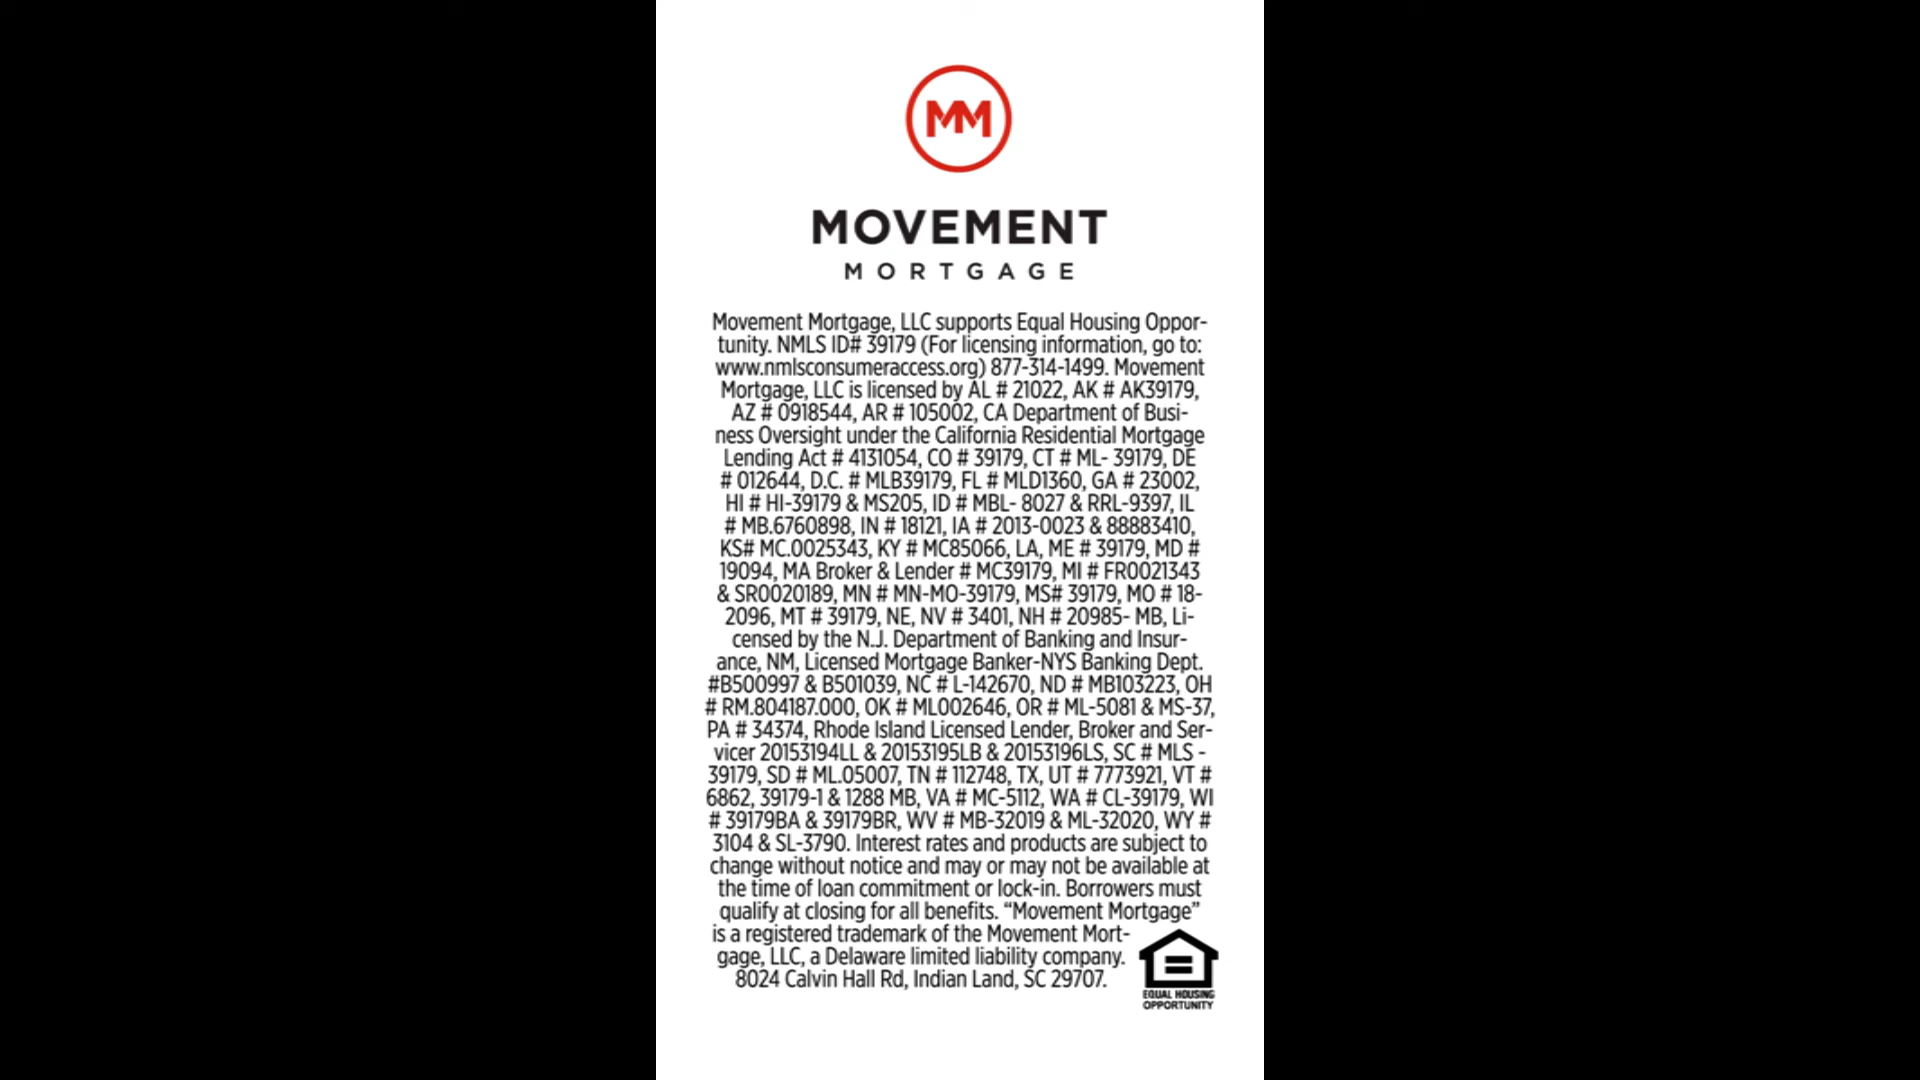 MM
MOVEMENT
MORTGAGE
Movement Mortgage, LLC supports Equal Housing Oppor-
tunity. NMLS ID# 39179 (For licensing information, go to:
www.nmlsconsumeraccess.org) 877-314-1499. Movement
Mortgage, LLC is licensed by AL # 21022, AK # AK39179,
AZ # 0918544, AR # 105002, CA Department of Busi-
ness Oversight under the California Residential Mortgage
Lending Act # 4131054, CO # 39179, CT # ML- 39179, DE
# 012644, D.C. # MLB39179, FL # MLD1360, GA # 23002,
HI # HI-39179 & MS205, ID # MBL- 8027 & RRL-9397, IL
# MB.6760898, IN # 18121, IA # 2013-0023 & 88883410,
KS# MC.0025343, KY # MC85066, LA, ME # 39179, MD #
19094, MA Broker & Lender # MC39179, MI # FR0021343
& SR0020189, MN # MN-MO-39179, MS# 39179, MO # 18-
2096, MT # 39179, NE, NV # 3401, NH # 20985- MB, Li-
censed by the N.J. Department of Banking and Insur-
ance, NM, Licensed Mortgage Banker-NYS Banking Dept.
#B500997 & B501039, NC # L-142670, ND # MB103223, OH
# RM.804187.000, OK # ML002646, OR # ML-5081 & MS-37,
PA # 34374, Rhode Island Licensed Lender, Broker and Ser-
vicer 20153194LL & 20153195LB & 20153196LS, SC # MLS -
39179, SD # ML.05007, TN # 112748, TX, UT # 7773921, VT #
6862, 39179-1 & 1288 MB, VA # MC-5112, WA # CL-39179, WI
# 39179BA & 39179BR, WV # MB-32019 & ML-32020, WY #
3104 & SL-3790. Interest rates and products are subject to
change without notice and may or may not be available at
the time of loan commitment or lock-in. Borrowers must
qualify at closing for all benefits. “Movement Mortgage”
is a registered trademark of the Movement Mort-
gage, LLC, a Delaware limited liability company.
8024 Calvin Hall Rd, Indian Land, SC 29707.
EQUAL HOUSING
OPPORTUNITY